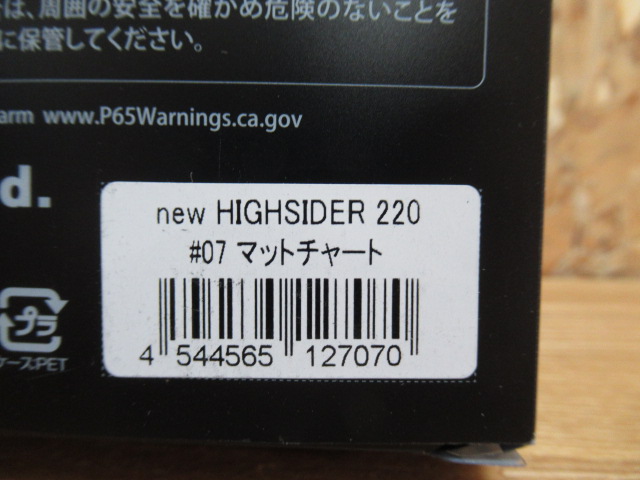 は、周囲の安全を確かめ危険のないことを
に保管してください。
arm www.P65Warnings.ca.gov
d.
new HIGHSIDER 220
#07 マットチャート
4 544565 127070
プラ
ケース:PET